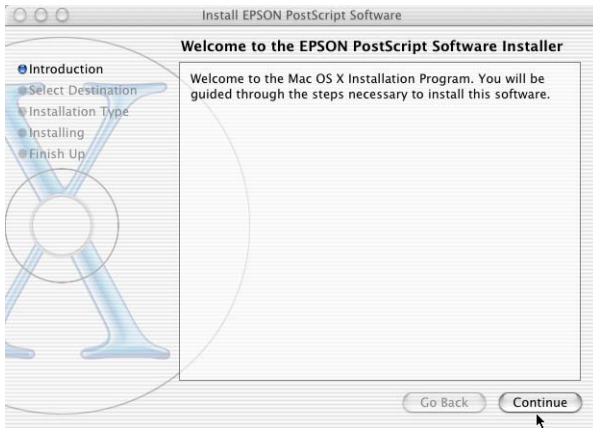 Install EPSON PostScript Software
Welcome to the EPSON PostScript Software Installer
Introduction
Select Destination
Installation Type
Installing
Finish Up
Welcome to the Mac OS X Installation Program. You will be
guided through the steps necessary to install this software.
Go Back
Continue